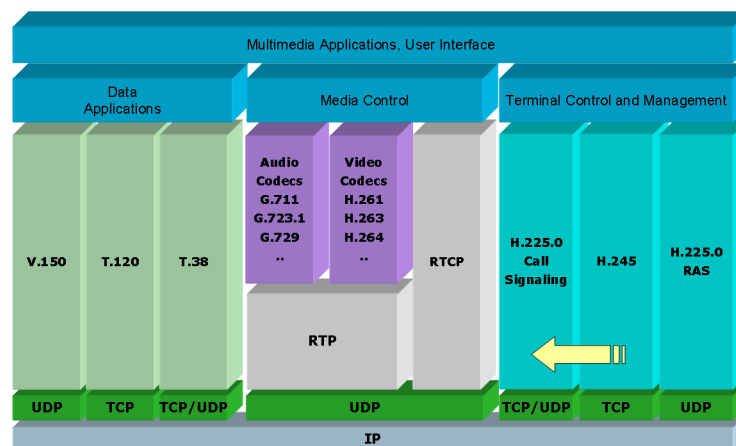 Multimedia Applications, User Interface
Data
Applications
Media Control
Terminal Control and Management
V.150
T.120
T.38
Audio
Codecs
G.711
G.723.1
G.729
..
Video
Codecs
H.261
H.263
H.264
..
RTP
RTCP
H.225.0
Call
Signaling
H.245
H.225.0
RAS
UDP
TCP
TCP/UDP
UDP
TCP/UDP
TCP
UDP
IP